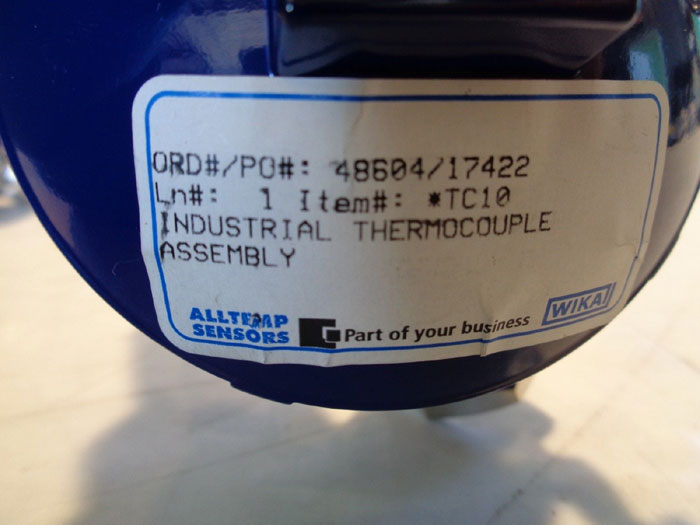 ORD#/PO#: 48604/17422
Ln#: 1 Item#: *TC10
INDUSTRIAL THERMOCOUPLE
ASSEMBLY
ALLTEMP
SENSORS
Part of your business
WIKA